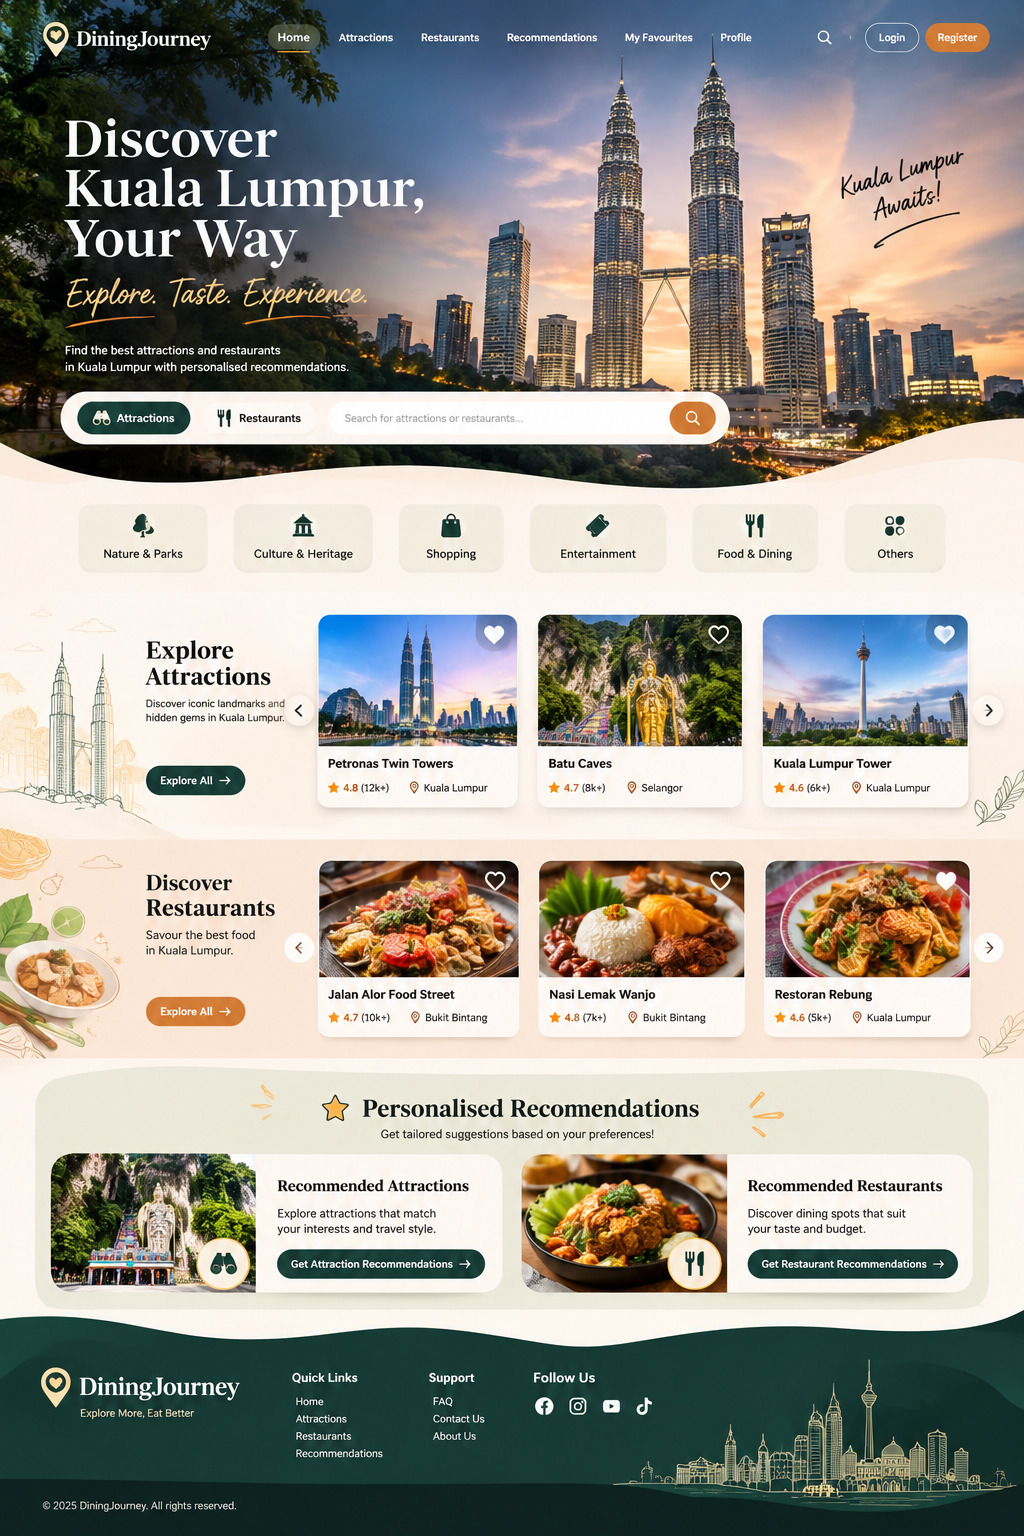 DiningJourney
Home
Attractions
Restaurants
Recommendations
My Favourites
Profile
Login
Register
Discover
Kuala Lumpur,
Your Way
Explore. Taste. Experience.
Kuala Lumpur
Awaits!
Find the best attractions and restaurants
in Kuala Lumpur with personalised recommendations.
Attractions
Restaurants
Search for attractions or restaurants...
Nature & Parks
Culture & Heritage
Shopping
Entertainment
Food & Dining
Others
Explore
Attractions
Discover iconic landmarks and
hidden gems in Kuala Lumpur.
Explore All →
Petronas Twin Towers
4.8 (12k+) Kuala Lumpur
Batu Caves
4.7 (8k+) Selangor
Kuala Lumpur Tower
4.6 (6k+) Kuala Lumpur
Discover
Restaurants
Savour the best food
in Kuala Lumpur.
Explore All →
Jalan Alor Food Street
4.7 (10k+) Bukit Bintang
Nasi Lemak Wanjo
4.8 (7k+) Bukit Bintang
Restoran Rebung
4.6 (5k+) Kuala Lumpur
Personalised Recomendations
Get tailored suggestions based on your preferences!
Recommended Attractions
Explore attractions that match
your interests and travel style.
Get Attraction Recommendations →
Recommended Restaurants
Discover dining spots that suit
your taste and budget.
Get Restaurant Recommendations →
DiningJourney
Explore More, Eat Better
Quick Links
Home
Attractions
Restaurants
Recommendations
Support
FAQ
Contact Us
About Us
Follow Us
© 2025 DiningJourney. All rights reserved.